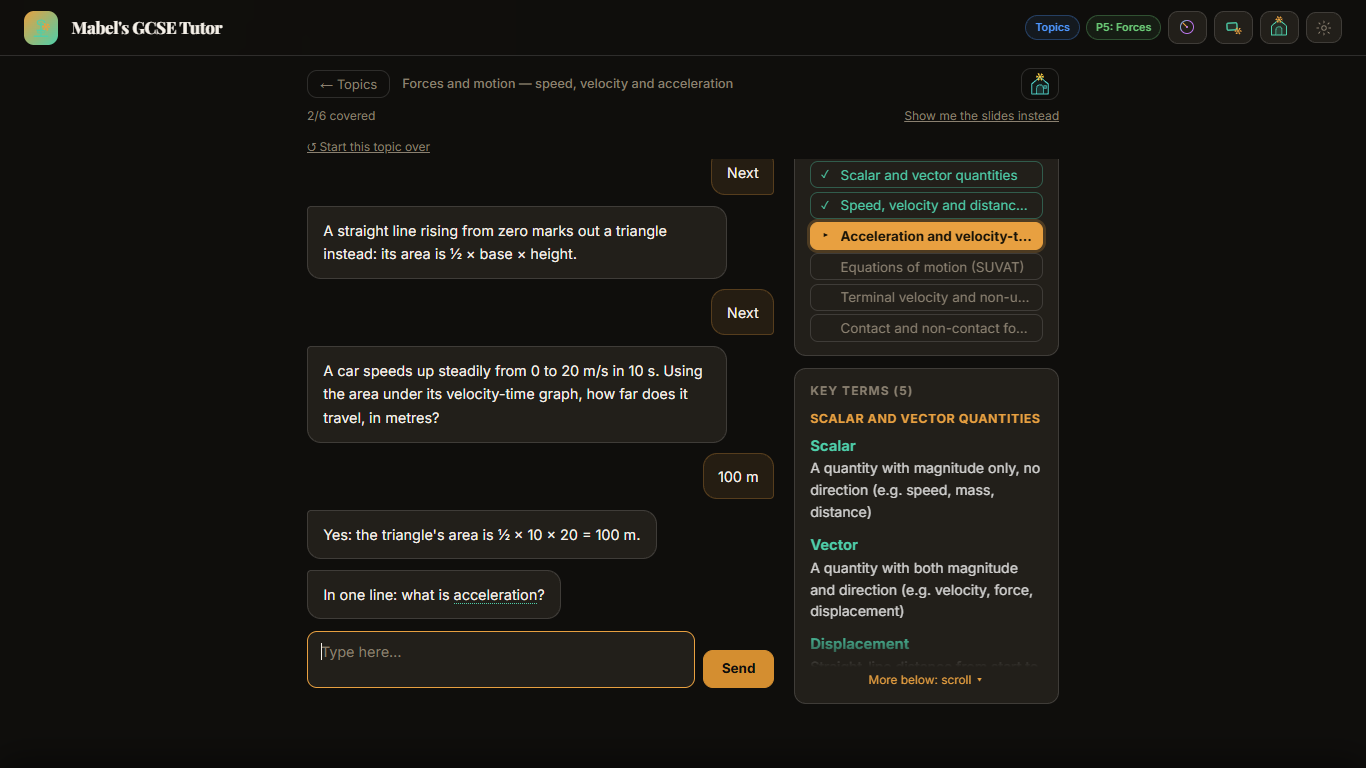 Mabel's GCSE Tutor
Topics
P5: Forces
← Topics
Forces and motion — speed, velocity and acceleration
2/6 covered
Show me the slides instead
↺ Start this topic over
Next
A straight line rising from zero marks out a triangle
instead: its area is ½ × base × height.
Next
A car speeds up steadily from 0 to 20 m/s in 10 s. Using
the area under its velocity-time graph, how far does it
travel, in metres?
100 m
Yes: the triangle's area is ½ × 10 × 20 = 100 m.
In one line: what is acceleration?
Type here...
Send
✓ Scalar and vector quantities
✓ Speed, velocity and distanc...
▸ Acceleration and velocity-t...
Equations of motion (SUVAT)
Terminal velocity and non-u...
Contact and non-contact fo...
KEY TERMS (5)
SCALAR AND VECTOR QUANTITIES
Scalar
A quantity with magnitude only, no
direction (e.g. speed, mass,
distance)
Vector
A quantity with both magnitude
and direction (e.g. velocity, force,
displacement)
Displacement
More below: scroll ▾